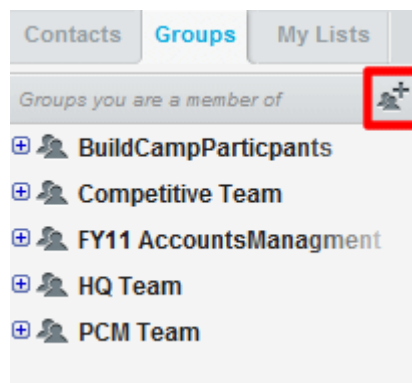 Contacts Groups My Lists
Groups you are a member of
BuildCampParticpants
Competitive Team
FY11 AccountsManagment
HQ Team
PCM Team